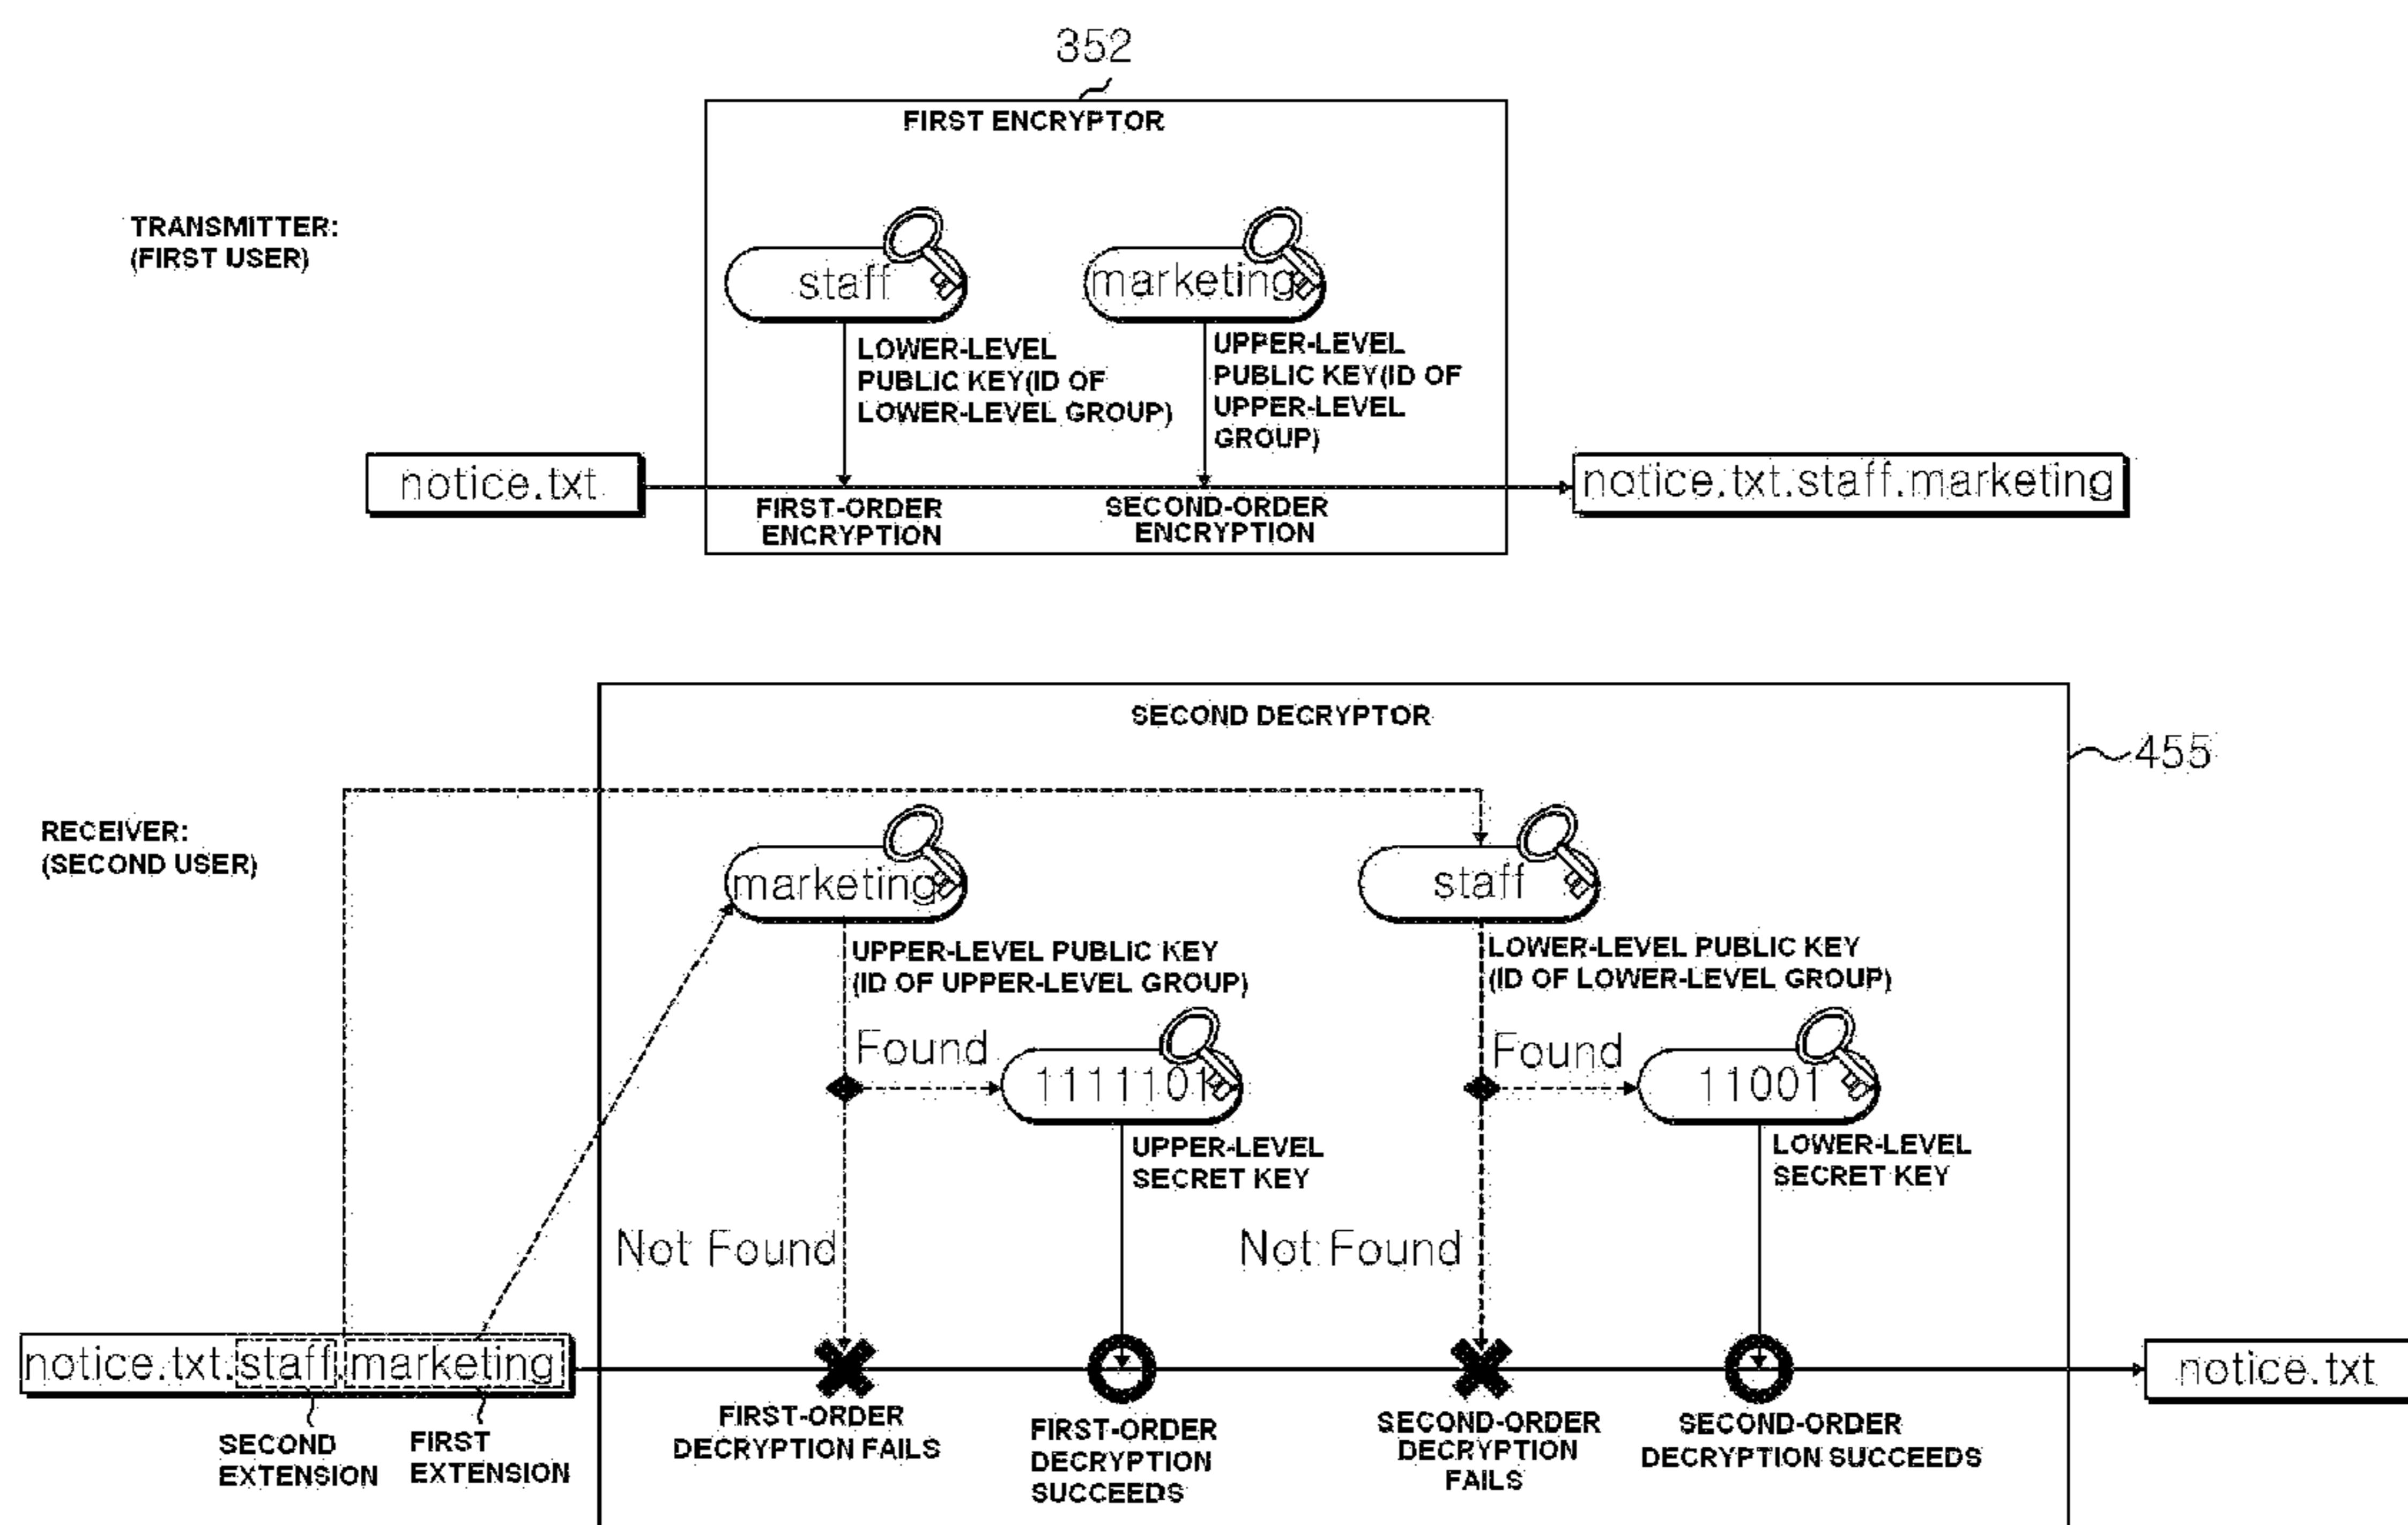 352
FIRST ENCRYPTOR
TRANSMITTER:
(FIRST USER)
staff
marketing
LOWER-LEVEL
PUBLIC KEY(ID OF
LOWER-LEVEL GROUP)
UPPER-LEVEL
PUBLIC KEY(ID OF
UPPER-LEVEL
GROUP)
notice.txt
notice.txt.staff.marketing
FIRST-ORDER
ENCRYPTION
SECOND-ORDER
ENCRYPTION
SECOND DECRYPTOR
455
RECEIVER:
(SECOND USER)
marketing
staff
UPPER-LEVEL PUBLIC KEY
(ID OF UPPER-LEVEL GROUP)
LOWER-LEVEL PUBLIC KEY
(ID OF LOWER-LEVEL GROUP)
Found
1111101
Found
11001
UPPER-LEVEL
SECRET KEY
LOWER-LEVEL
SECRET KEY
Not Found
Not Found
notice.txt.staff.marketing
notice.txt
SECOND
EXTENSION
FIRST
EXTENSION
FIRST-ORDER
DECRYPTION FAILS
FIRST-ORDER
DECRYPTION
SUCCEEDS
SECOND-ORDER
DECRYPTION
FAILS
SECOND-ORDER
DECRYPTION SUCCEEDS